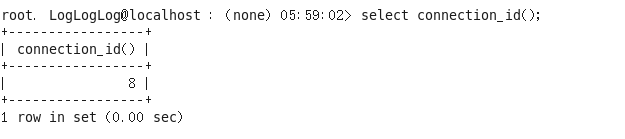 root. LogLogLog@localhost : (none) 05:59:02> select connection_id();
+-----------------+
| connection_id() |
+-----------------+
|               8 |
+-----------------+
1 row in set (0.00 sec)